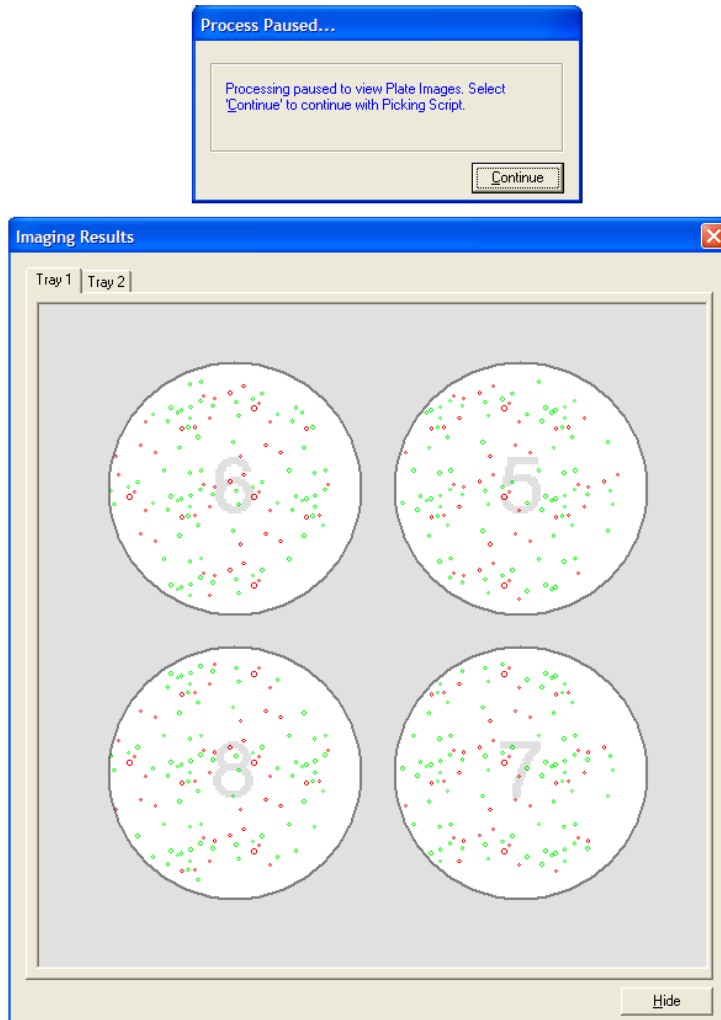 Process Paused...
Processing paused to view Plate Images. Select
'Continue' to continue with Picking Script.
Continue
Imaging Results
Tray 1 Tray 2
6 5
8 7
Hide